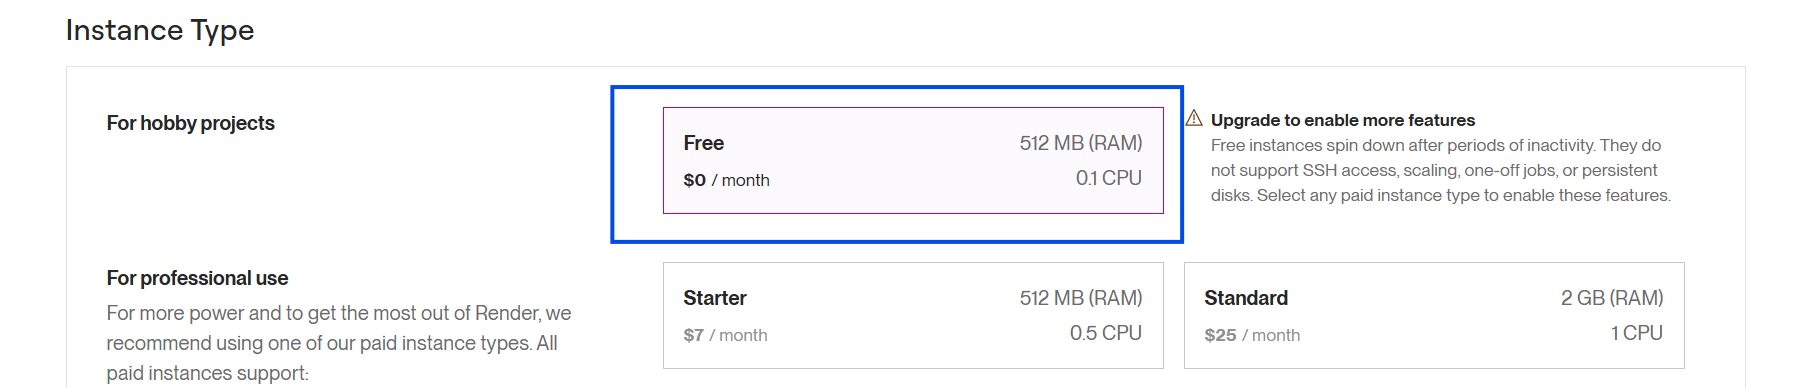 Instance Type
For hobby projects
Free
512 MB (RAM)
$0 / month
0.1 CPU
Upgrade to enable more features
Free instances spin down after periods of inactivity. They do
not support SSH access, scaling, one-off jobs, or persistent
disks. Select any paid instance type to enable these features.
For professional use
For more power and to get the most out of Render, we
recommend using one of our paid instance types. All
paid instances support:
Starter
512 MB (RAM)
$7 / month
0.5 CPU
Standard
2 GB (RAM)
$25 / month
1 CPU